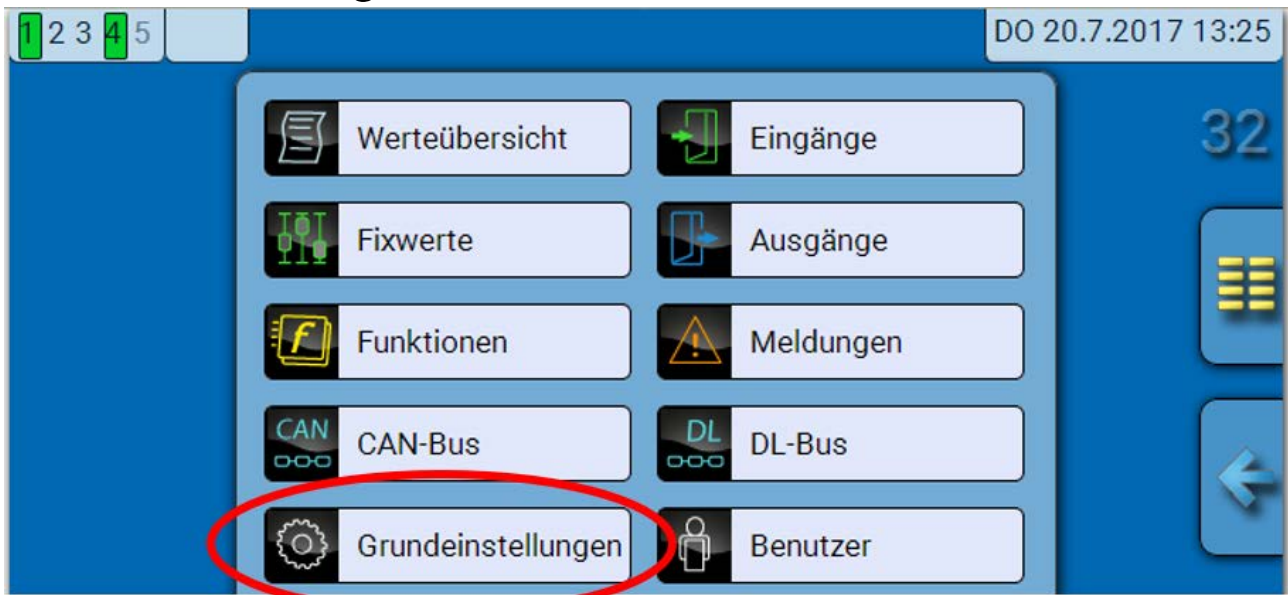 1 2 3 4 5
DO 20.7.2017 13:25
32
Werteübersicht
Eingänge
Fixwerte
Ausgänge
f Funktionen
Meldungen
CAN CAN-Bus
DL DL-Bus
Grundeinstellungen
Benutzer